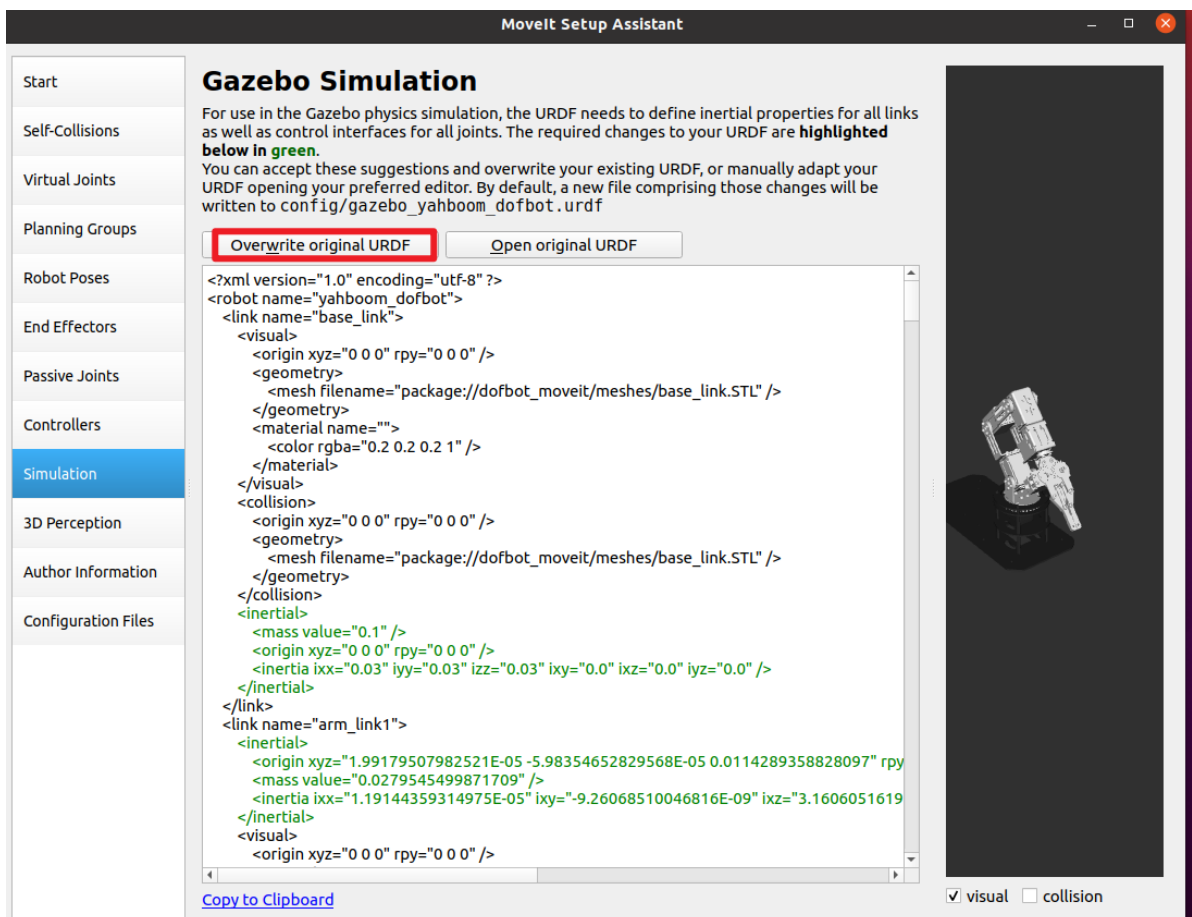 MoveIt Setup Assistant
Start
Self-Collisions
Virtual Joints
Planning Groups
Robot Poses
End Effectors
Passive Joints
Controllers
Simulation
3D Perception
Author Information
Configuration Files
Gazebo Simulation
For use in the Gazebo physics simulation, the URDF needs to define inertial properties for all links
as well as control interfaces for all joints. The required changes to your URDF are highlighted
below in green.
You can accept these suggestions and overwrite your existing URDF, or manually adapt your
URDF opening your preferred editor. By default, a new file comprising those changes will be
written to config/gazebo_yahboom_dofbot.urdf
Overwrite original URDF
Open original URDF
<?xml version="1.0" encoding="utf-8" ?>
<robot name="yahboom_dofbot">
<link name="base_link">
<visual>
<origin xyz="0 0 0" rpy="0 0 0" />
<geometry>
<mesh filename="package://dofbot_moveit/meshes/base_link.STL" />
</geometry>
<material name="">
<color rgba="0.2 0.2 0.2 1" />
</material>
</visual>
<collision>
<origin xyz="0 0 0" rpy="0 0 0" />
<geometry>
<mesh filename="package://dofbot_moveit/meshes/base_link.STL" />
</geometry>
</collision>
<inertial>
<mass value="0.1" />
<origin xyz="0 0 0" rpy="0 0 0" />
<inertia ixx="0.03" iyy="0.03" izz="0.03" ixy="0.0" ixz="0.0" iyz="0.0" />
</inertial>
</link>
<link name="arm_link1">
<inertial>
<origin xyz="1.99179507982521E-05 -5.98354652829568E-05 0.0114289358828097" rpy
<mass value="0.0279545499871709" />
<inertia ixx="1.19144359314975E-05" ixy="-9.26068510046816E-09" ixz="3.1606051619
</inertial>
<visual>
<origin xyz="0 0 0" rpy="0 0 0" />
Copy to Clipboard
visual
collision